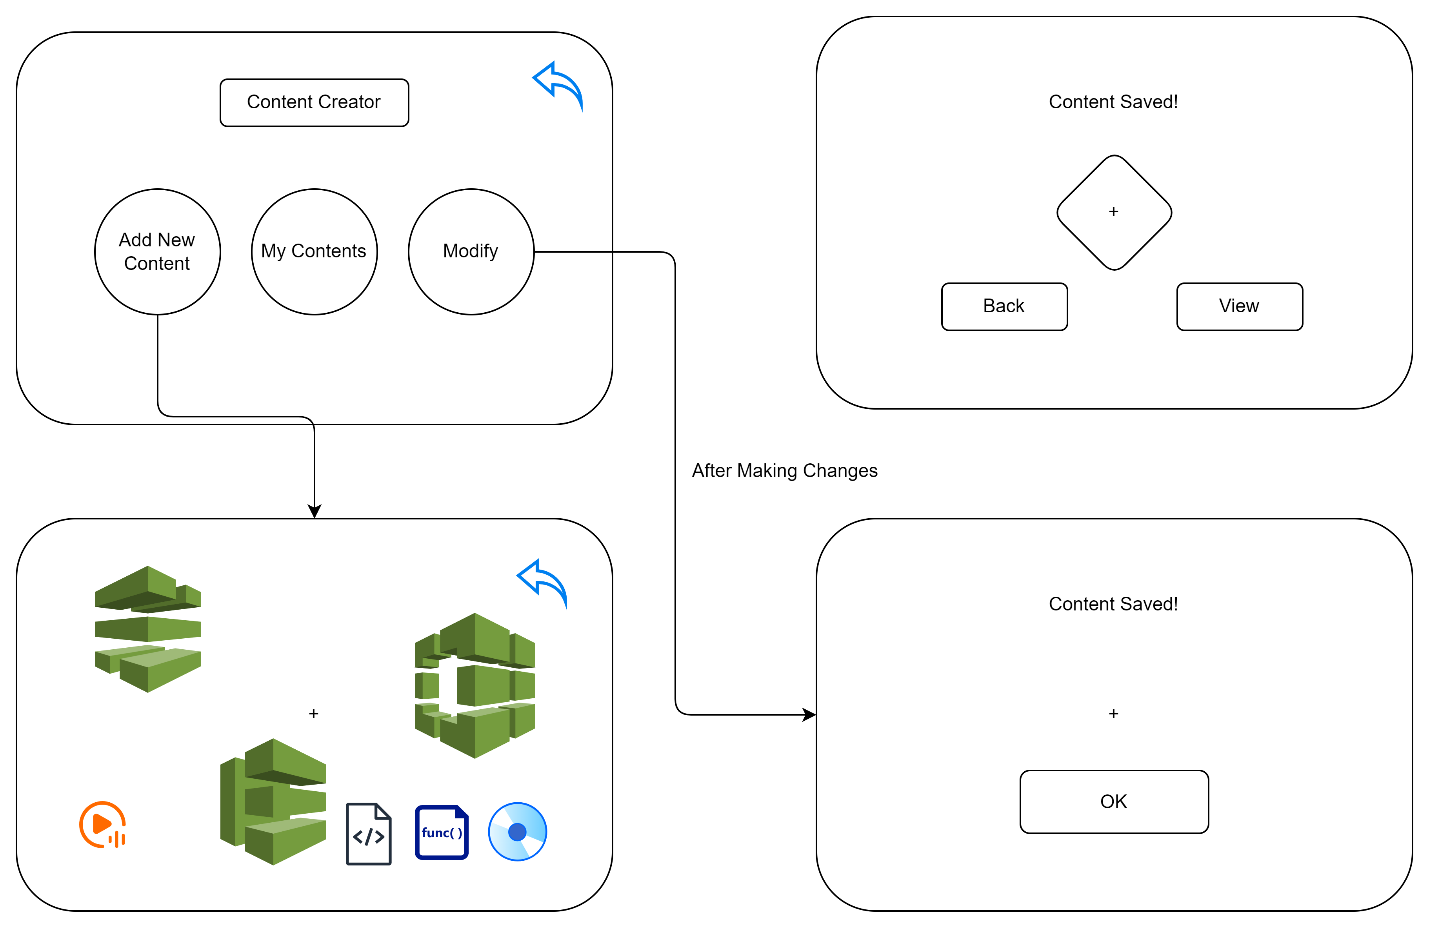 Content Creator
Add New
Content
My Contents
Modify
Content Saved!
+
Back
View
After Making Changes
+
</>
func( )
Content Saved!
+
OK